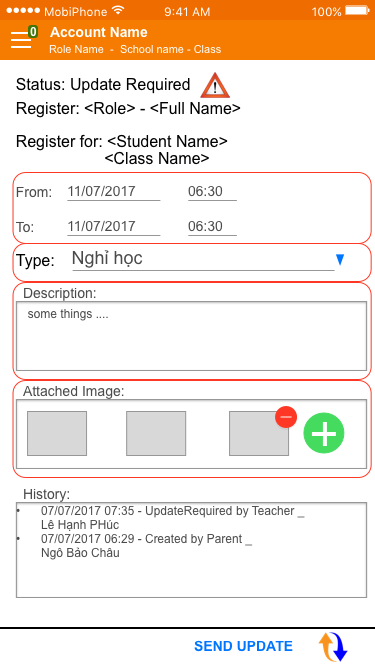 MobiPhone 9:41 AM 100%
0 Account Name
Role Name - School name - Class
Status: Update Required !
Register: <Role> - <Full Name>
Register for: <Student Name>
<Class Name>
From: 11/07/2017 06:30
To: 11/07/2017 06:30
Type: Nghỉ học
Description:
some things ....
Attached Image:
History:
• 07/07/2017 07:35 - UpdateRequired by Teacher _
Lê Hạnh PHúc
• 07/07/2017 06:29 - Created by Parent _
Ngô Bảo Châu
SEND UPDATE